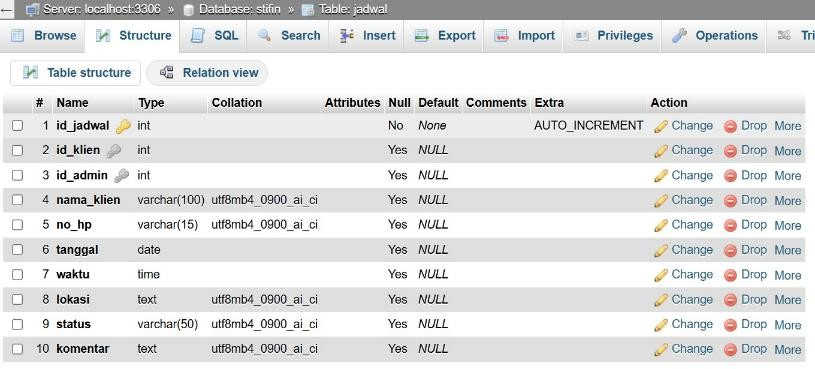 ← Server: localhost:3306 » Database: stifin » Table: jadwal
Browse Structure SQL Search Insert Export Import Privileges Operations Tri
Table structure Relation view
# Name Type Collation Attributes Null Default Comments Extra Action
1 id_jadwal int No None AUTO_INCREMENT Change Drop More
2 id_klien int Yes NULL Change Drop More
3 id_admin int Yes NULL Change Drop More
4 nama_klien varchar(100) utf8mb4_0900_ai_ci Yes NULL Change Drop More
5 no_hp varchar(15) utf8mb4_0900_ai_ci Yes NULL Change Drop More
6 tanggal date Yes NULL Change Drop More
7 waktu time Yes NULL Change Drop More
8 lokasi text utf8mb4_0900_ai_ci Yes NULL Change Drop More
9 status varchar(50) utf8mb4_0900_ai_ci Yes NULL Change Drop More
10 komentar text utf8mb4_0900_ai_ci Yes NULL Change Drop More